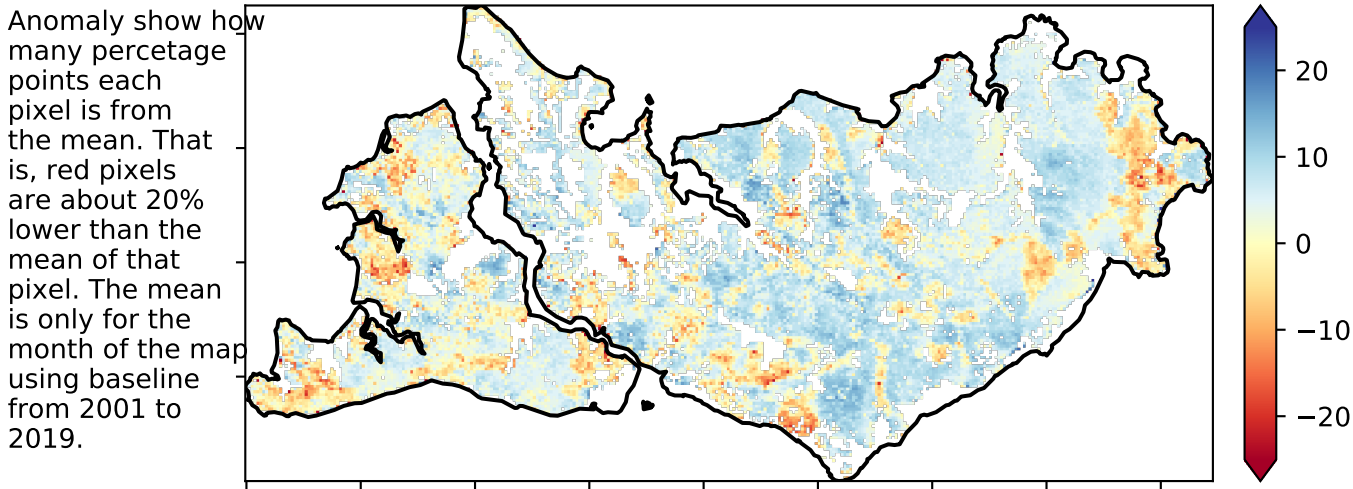 Anomaly show how
many percetage
points each
pixel is from
the mean. That
is, red pixels
are about 20%
lower than the
mean of that
pixel. The mean
is only for the
month of the map
using baseline
from 2001 to
2019.
20
10
0
−10
−20